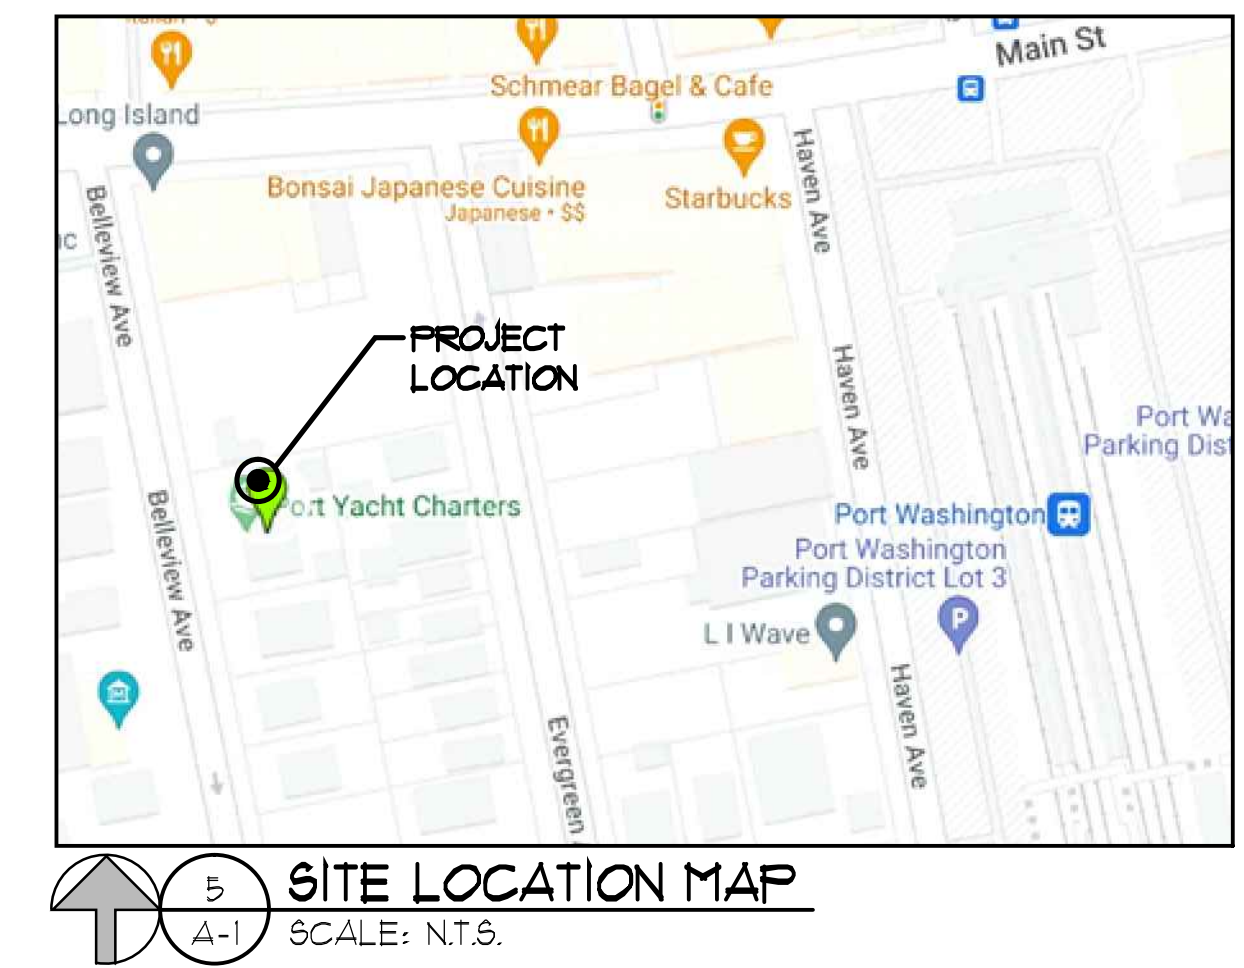 Main St
Schmear Bagel & Cafe
Long Island
Bonsai Japanese Cuisine
Japanese • $$
Starbucks
Haven Ave
Belleview Ave
PROJECT
LOCATION
Haven Ave
Port Wa
Parking Dist
Port Yacht Charters
Belleview Ave
Port Washington
Port Washington
Parking District Lot 3
P
L I Wave
Haven Ave
Evergreen
5
A-1
SITE LOCATION MAP
SCALE: N.T.S.